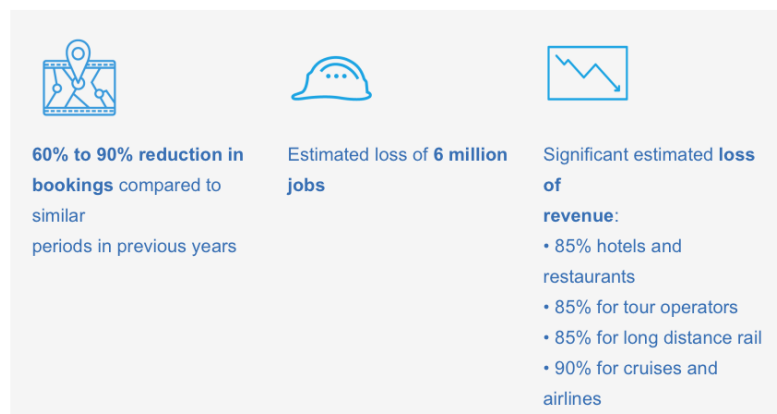 60% to 90% reduction in
bookings compared to
similar
periods in previous years
Estimated loss of 6 million
jobs
Significant estimated loss
of
revenue:
• 85% hotels and
restaurants
• 85% for tour operators
• 85% for long distance rail
• 90% for cruises and
airlines